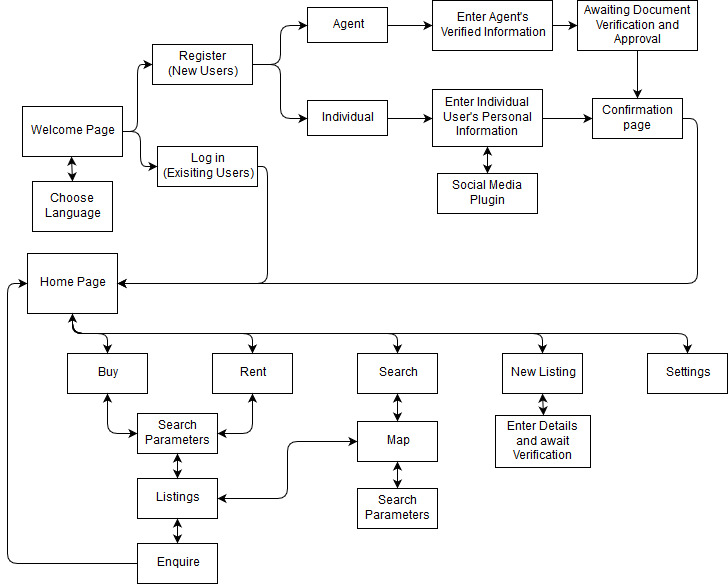 Agent
Enter Agent's
Verified Information
Awaiting Document
Verification and
Approval
Register
(New Users)
Individual
Enter Individual
User's Personal
Information
Confirmation
page
Welcome Page
Log in
(Exisiting Users)
Social Media
Plugin
Choose
Language
Home Page
Buy
Rent
Search
New Listing
Settings
Search
Parameters
Map
Enter Details
and await
Verification
Listings
Search
Parameters
Enquire